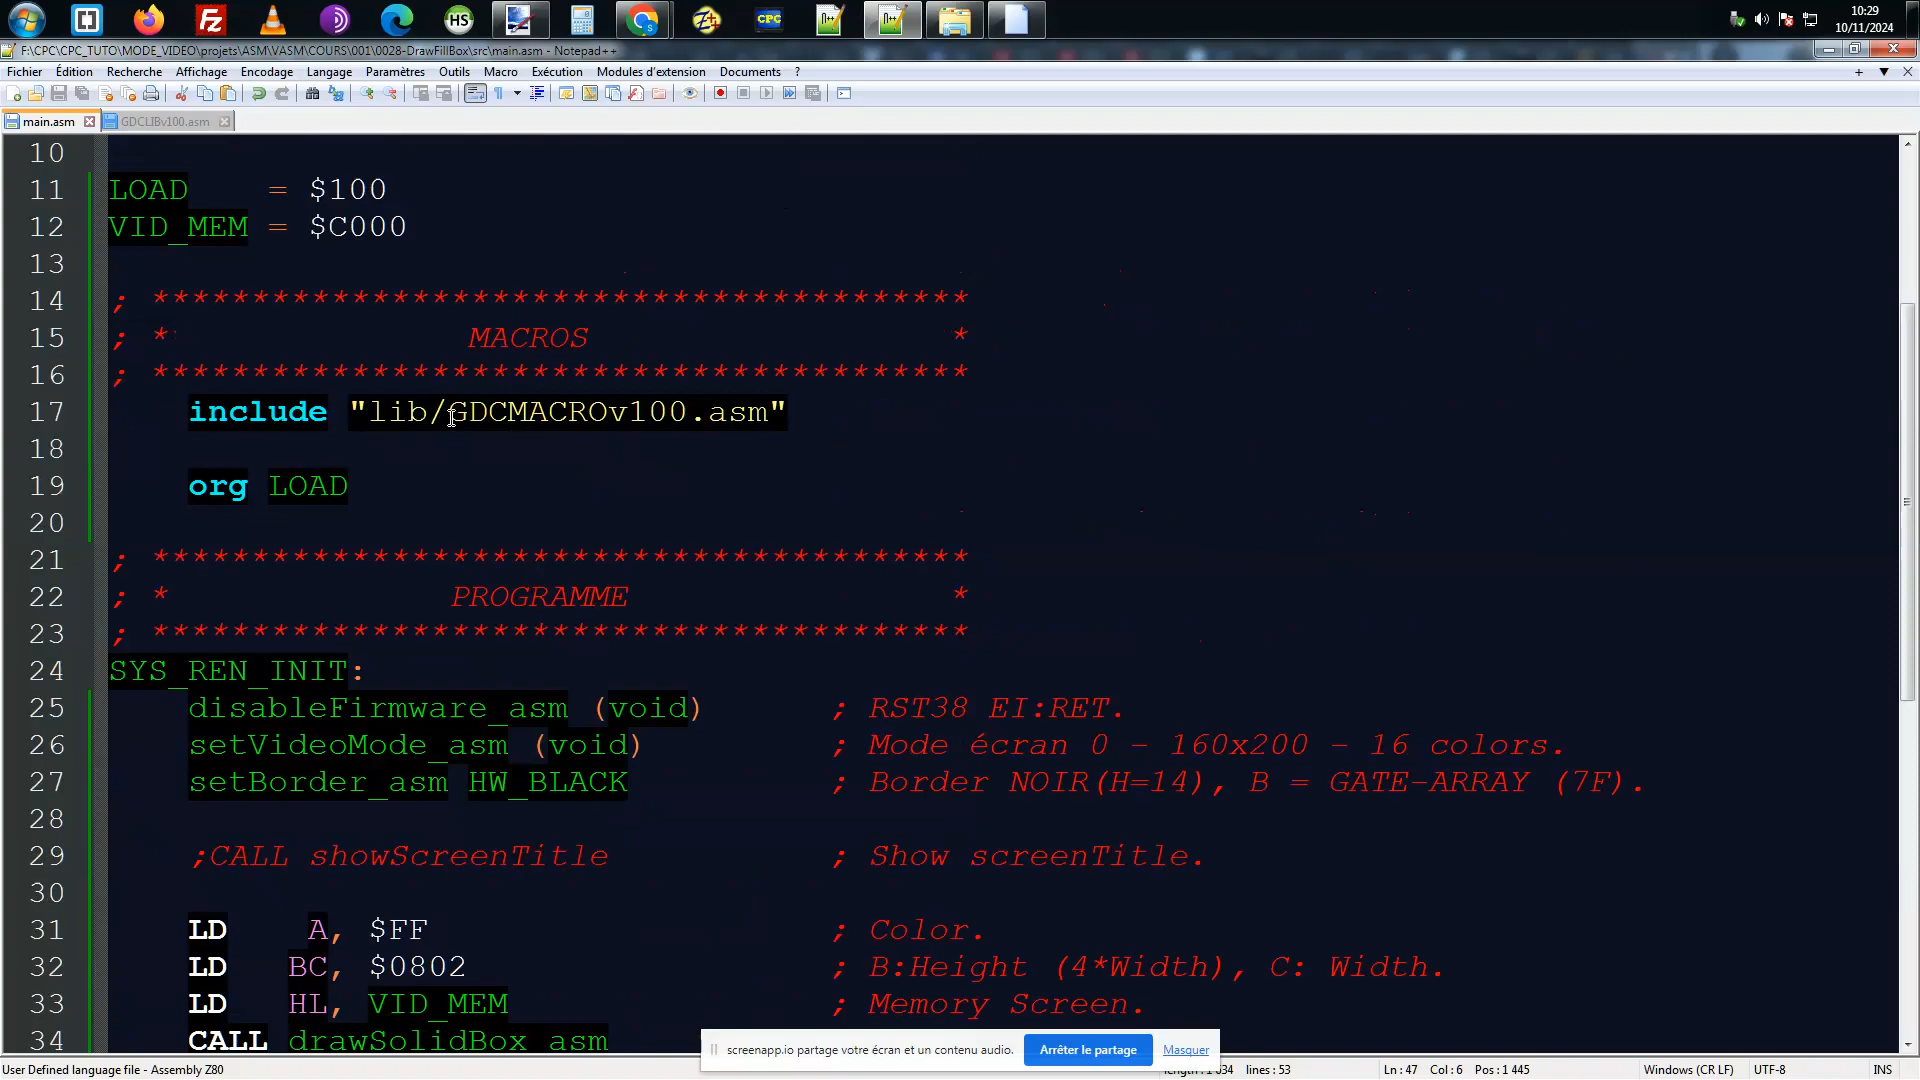 10:29
10/11/2024
F:\CPC\CPC_TUTO\MODE_VIDEO\projets\ASM\VASM\COURS\001\0028-DrawFillBox\src\main.asm - Notepad++
Fichier Édition Recherche Affichage Encodage Langage Paramètres Outils Macro Exécution Modules d'extension Documents ?
main.asm GDCLIBv100.asm
10
11 LOAD = $100
12 VID_MEM = $C000
13
14 ; *****************************************
15 ; * MACROS *
16 ; *****************************************
17 include "lib/GDCMACROv100.asm"
18
19 org LOAD
20
21 ; *****************************************
22 ; * PROGRAMME *
23 ; *****************************************
24 SYS_REN_INIT:
25 disableFirmware_asm (void) ; RST38 EI:RET.
26 setVideoMode_asm (void) ; Mode écran 0 - 160x200 - 16 colors.
27 setBorder_asm HW_BLACK ; Border NOIR(H=14), B = GATE-ARRAY (7F).
28
29 ;CALL showScreenTitle ; Show screenTitle.
30
31 LD A, $FF ; Color.
32 LD BC, $0802 ; B:Height (4*Width), C: Width.
33 LD HL, VID_MEM ; Memory Screen.
34 CALL drawSolidBox_asm
screenapp.io partage votre écran et un contenu audio. Arrêter le partage Masquer
User Defined language file - Assembly Z80 lines : 53 Ln : 47 Col : 6 Pos : 1 445 Windows (CR LF) UTF-8 INS